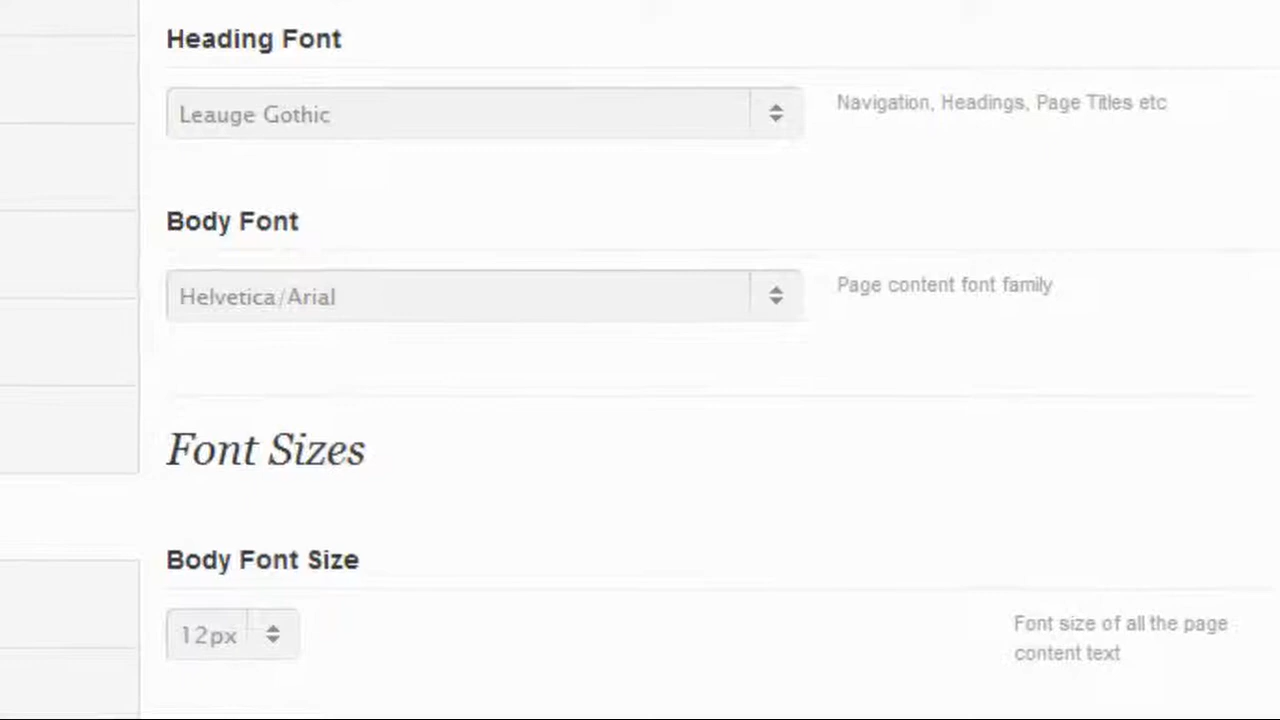 Heading Font
Leauge Gothic
Navigation, Headings, Page Titles etc
Body Font
Helvetica/Arial
Page content font family
Font Sizes
Body Font Size
12px
Font size of all the page
content text